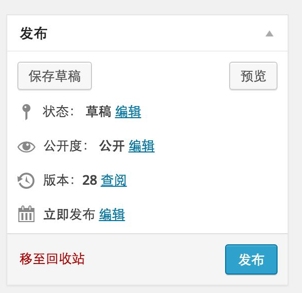 发布
保存草稿 预览
状态： 草稿 编辑
公开度： 公开 编辑
版本：28 查阅
立即发布 编辑
移至回收站 发布